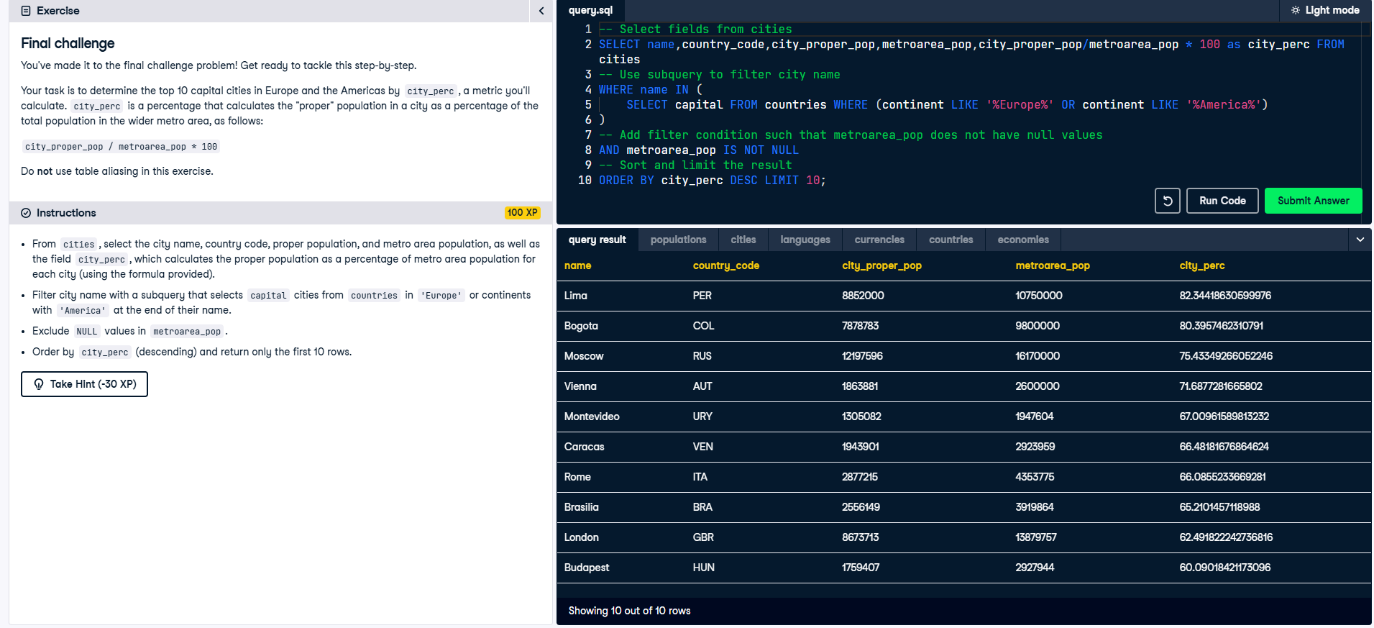 Exercise
Final challenge
You've made it to the final challenge problem! Get ready to tackle this step-by-step.
Your task is to determine the top 10 capital cities in Europe and the Americas by city_perc, a metric you'll
calculate. city_perc is a percentage that calculates the "proper" population in a city as a percentage of the
total population in the wider metro area, as follows:
city_proper_pop / metroarea_pop * 100
Do not use table aliasing in this exercise.
Instructions
100 XP
• From cities, select the city name, country code, proper population, and metro area population, as well as
the field city_perc, which calculates the proper population as a percentage of metro area population for
each city (using the formula provided).
• Filter city name with a subquery that selects capital cities from countries in 'Europe' or continents
with 'America' at the end of their name.
• Exclude NULL values in metroarea_pop.
• Order by city_perc (descending) and return only the first 10 rows.
Take Hint (-30 XP)
query.sql
Light mode
1 -- Select fields from cities
2 SELECT name,country_code,city_proper_pop,metroarea_pop,city_proper_pop/metroarea_pop * 100 as city_perc FROM
cities
3 -- Use subquery to filter city name
4 WHERE name IN (
5 SELECT capital FROM countries WHERE (continent LIKE '%Europe%' OR continent LIKE '%America%')
6 )
7 -- Add filter condition such that metroarea_pop does not have null values
8 AND metroarea_pop IS NOT NULL
9 -- Sort and limit the result
10 ORDER BY city_perc DESC LIMIT 10;
Run Code
Submit Answer
query result populations cities languages currencies countries economies
name country_code city_proper_pop metroarea_pop city_perc
Lima PER 8852000 10750000 82.34418630599976
Bogota COL 7878783 9800000 80.3957462310791
Moscow RUS 12197596 16170000 75.43349266052246
Vienna AUT 1863881 2600000 71.6877281665802
Montevideo URY 1305082 1947604 67.00961589813232
Caracas VEN 1943901 2923959 66.48181676864624
Rome ITA 2877215 4353775 66.0855233669281
Brasilia BRA 2556149 3919864 65.2101457118988
London GBR 8673713 13879757 62.491822242736816
Budapest HUN 1759407 2927944 60.09018421173096
Showing 10 out of 10 rows